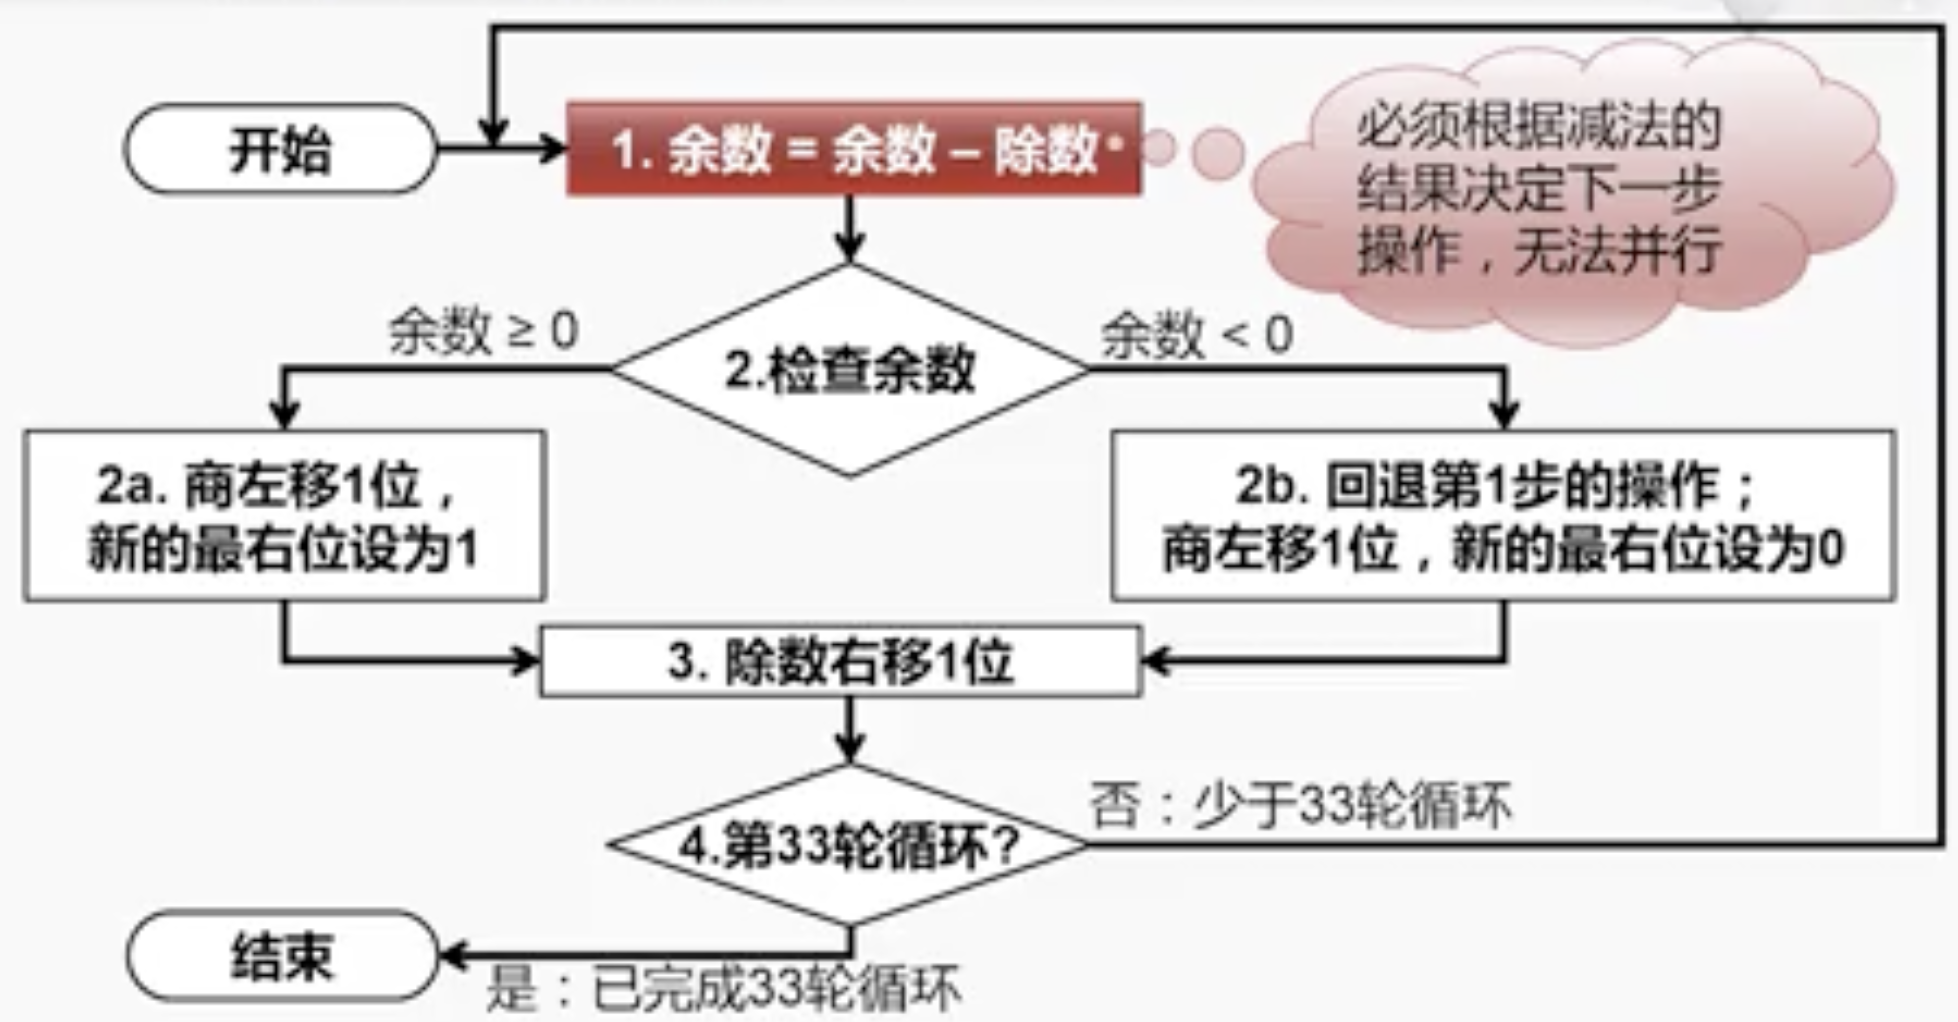 开始
1. 余数 = 余数 – 除数
必须根据减法的
结果决定下一步
操作，无法并行
余数 ≥ 0
2.检查余数
余数 < 0
2a. 商左移1位，
新的最右位设为1
2b. 回退第1步的操作；
商左移1位，新的最右位设为0
3. 除数右移1位
4.第33轮循环?
否：少于33轮循环
结束
是：已完成33轮循环